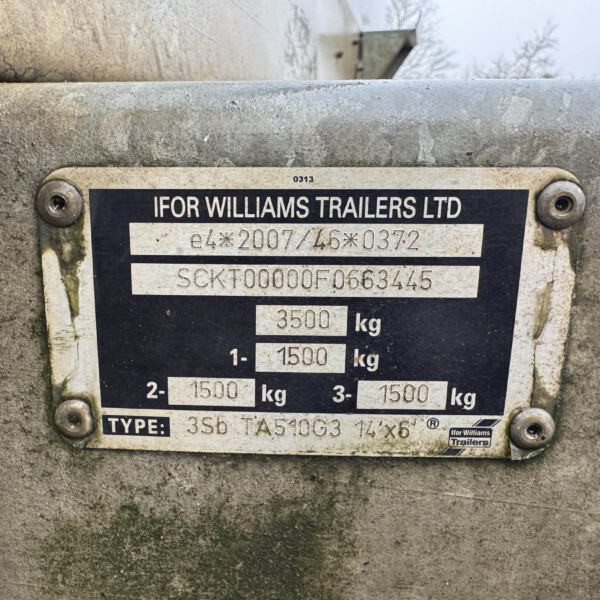 0313
IFOR WILLIAMS TRAILERS LTD
e4*2007/46*0372
SCKT00000F0663445
3500 kg
1- 1500 kg
2- 1500 kg 3- 1500 kg
TYPE: 3Sb TA510G3 14'x6' ® Ifor Williams
Trailers